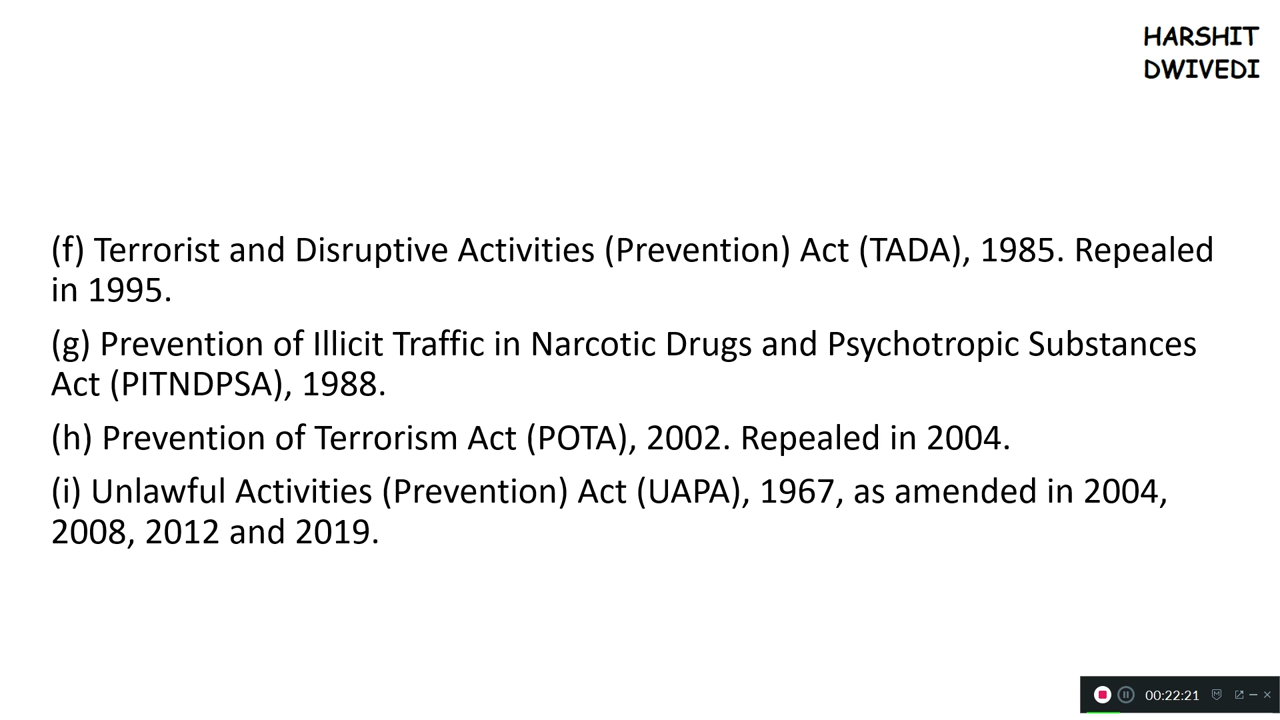 HARSHIT
DWIVEDI
(f) Terrorist and Disruptive Activities (Prevention) Act (TADA), 1985. Repealed
in 1995.
(g) Prevention of Illicit Traffic in Narcotic Drugs and Psychotropic Substances
Act (PITNDPSA), 1988.
(h) Prevention of Terrorism Act (POTA), 2002. Repealed in 2004.
(i) Unlawful Activities (Prevention) Act (UAPA), 1967, as amended in 2004,
2008, 2012 and 2019.
00:22:21